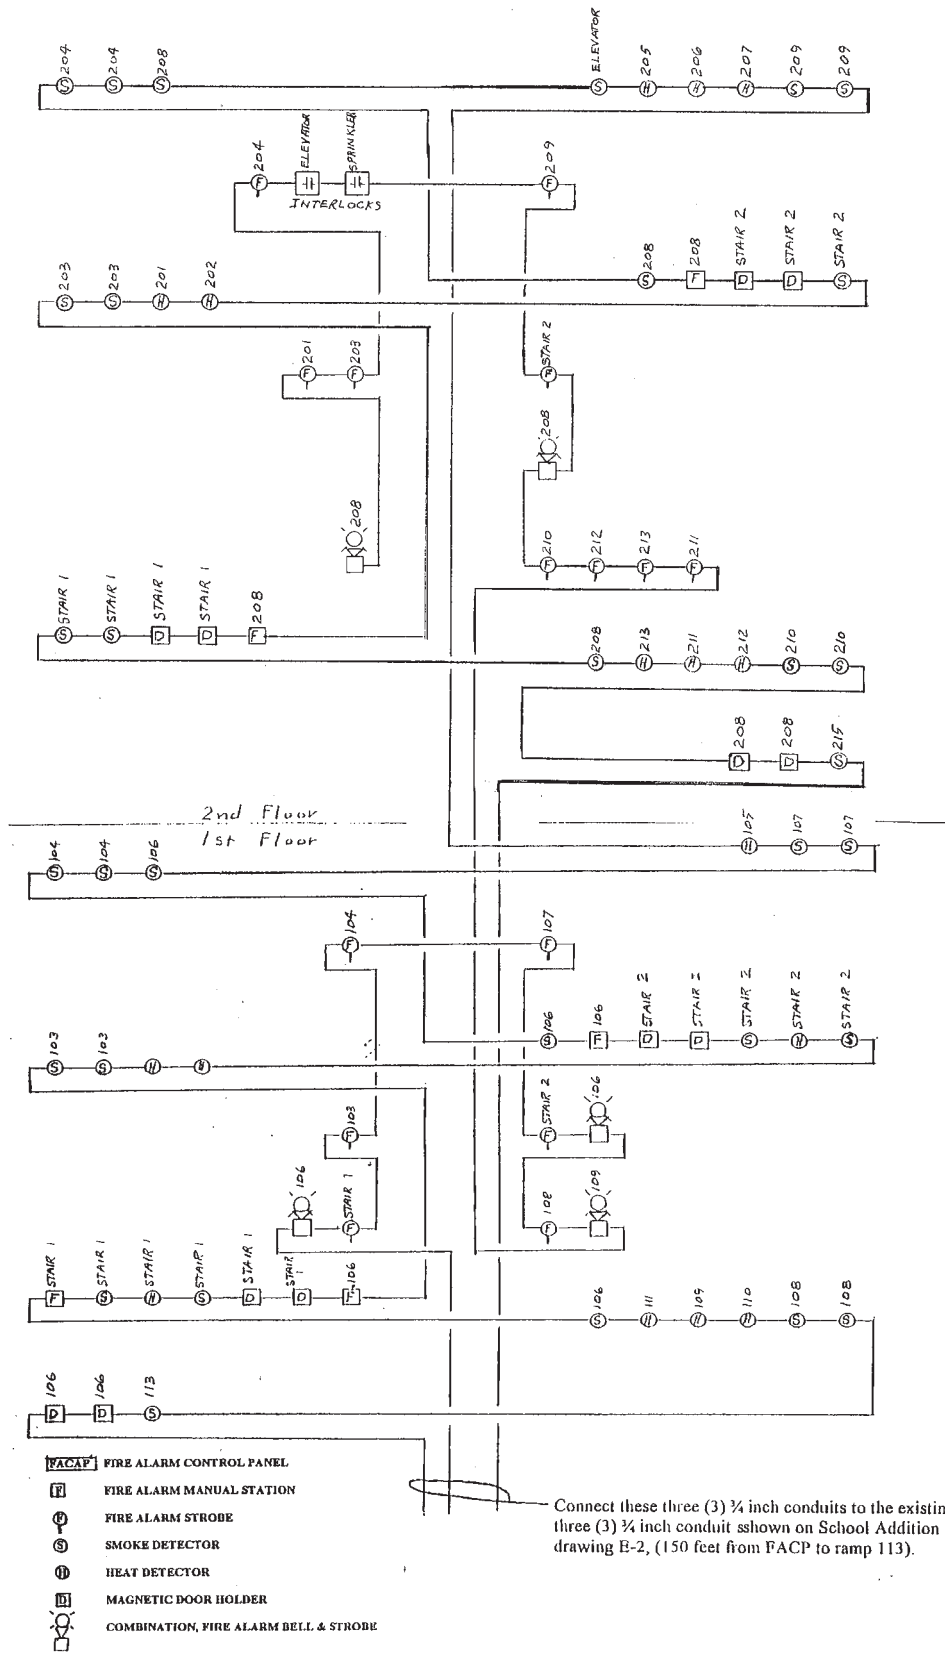 204 204 208 ELEVATOR 205 206 207 209 209
S S S S H H H S S
204 ELEVATOR SPRINKLER 209
F F
INTERLOCKS
208 208 STAIR 2 STAIR 2 STAIR 2
S F D D S
203 203 201 202
S S H H
201 203 STAIR 2
F F F
208
208
210 212 213 211
F F F F
STAIR 1 STAIR 1 STAIR 1 STAIR 1 208
S S D D F
208 213 211 212 210 210
S H H H S S
208 208 215
D D S
2nd Floor
1st Floor
105 107 107
H S S
104 104 106
S S S
104 107
F F
106 106 STAIR 2 STAIR 2 STAIR 2 STAIR 2 STAIR 2
S F D D S H S
103 103
S S H H
103 STAIR 2 106
F F
106 STAIR 1 108 109
F F
STAIR 1 STAIR 1 STAIR 1 STAIR 1 STAIR 1 STAIR 1 106
F S H S D D F
106 111 109 110 108 108
S H H H S S
106 106 113
D D S
FACAP FIRE ALARM CONTROL PANEL
F FIRE ALARM MANUAL STATION
F FIRE ALARM STROBE
S SMOKE DETECTOR
H HEAT DETECTOR
D MAGNETIC DOOR HOLDER
COMBINATION, FIRE ALARM BELL & STROBE
Connect these three (3) ¾ inch conduits to the existin
three (3) ¾ inch conduit sshown on School Addition
drawing E-2, (150 feet from FACP to ramp 113).